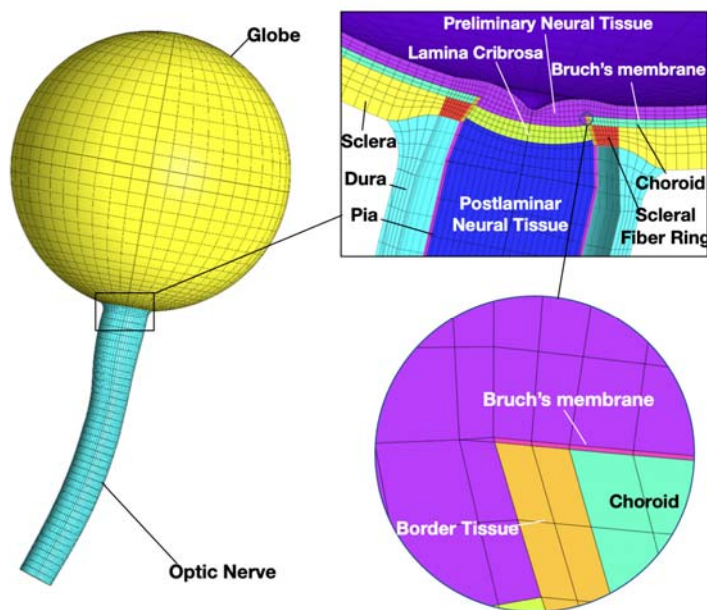 Globe
Optic Nerve
Preliminary Neural Tissue
Lamina Cribrosa
Bruch's membrane
Sclera
Dura
Pia
Postlaminar
Neural Tissue
Choroid
Scleral
Fiber Ring
Bruch's membrane
Choroid
Border Tissue